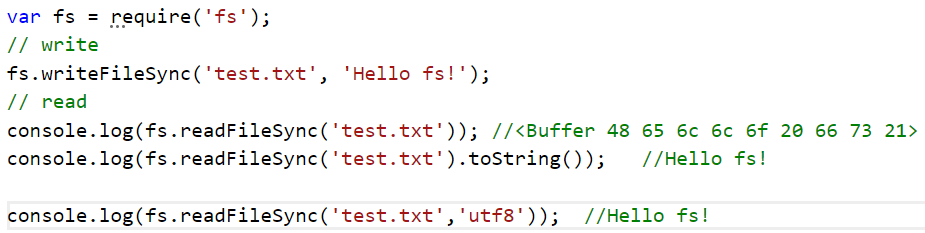 var fs = require('fs');
// write
fs.writeFileSync('test.txt', 'Hello fs!');
// read
console.log(fs.readFileSync('test.txt')); //<Buffer 48 65 6c 6c 6f 20 66 73 21>
console.log(fs.readFileSync('test.txt').toString());   //Hello fs!
console.log(fs.readFileSync('test.txt','utf8'));  //Hello fs!